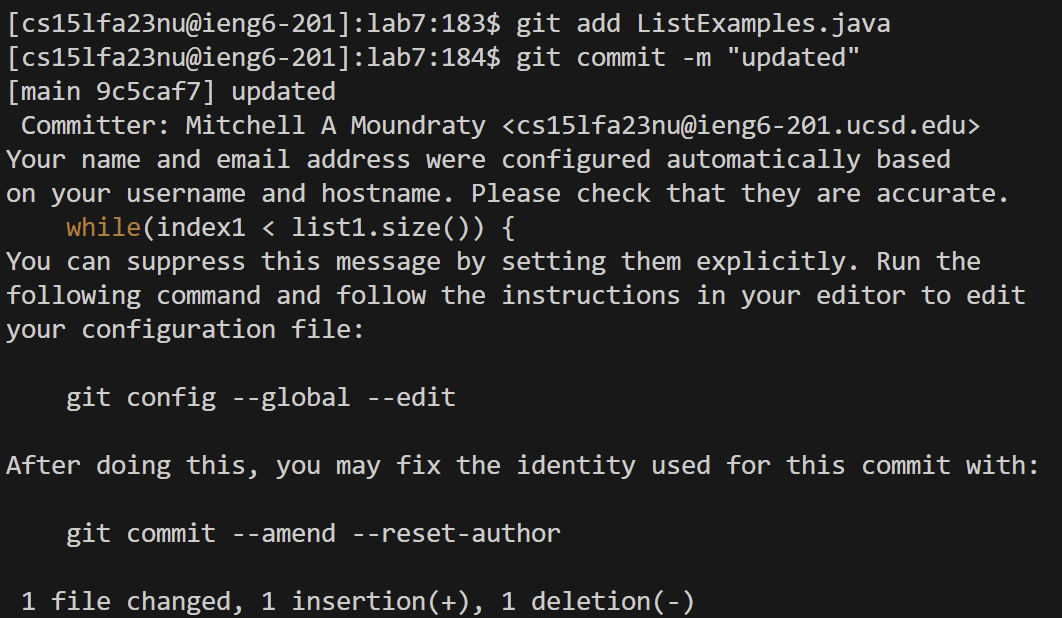 [cs15lfa23nu@ieng6-201]:lab7:183$ git add ListExamples.java
[cs15lfa23nu@ieng6-201]:lab7:184$ git commit -m "updated"
[main 9c5caf7] updated
 Committer: Mitchell A Moundraty <cs15lfa23nu@ieng6-201.ucsd.edu>
Your name and email address were configured automatically based
on your username and hostname. Please check that they are accurate.
    while(index1 < list1.size()) {
You can suppress this message by setting them explicitly. Run the
following command and follow the instructions in your editor to edit
your configuration file:

    git config --global --edit

After doing this, you may fix the identity used for this commit with:

    git commit --amend --reset-author

 1 file changed, 1 insertion(+), 1 deletion(-)